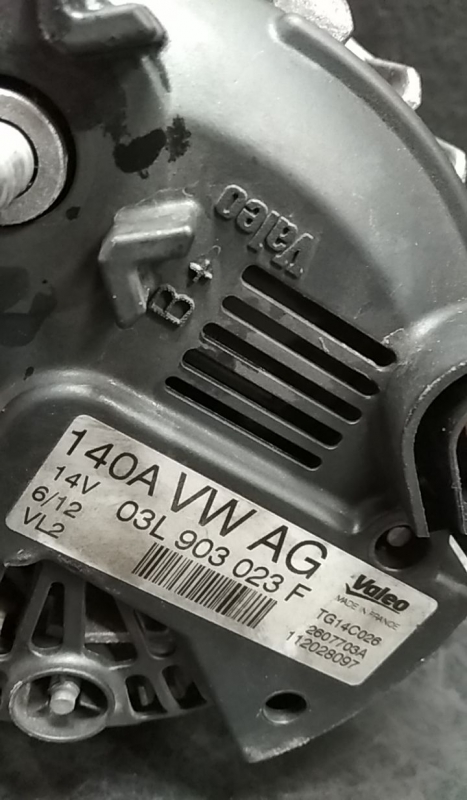 Valeo
B+
140A VW AG
14V
6/12
VL2
03L 903 023 F
Valeo
MADE IN FRANCE
TG14C026
2607703A
112028097